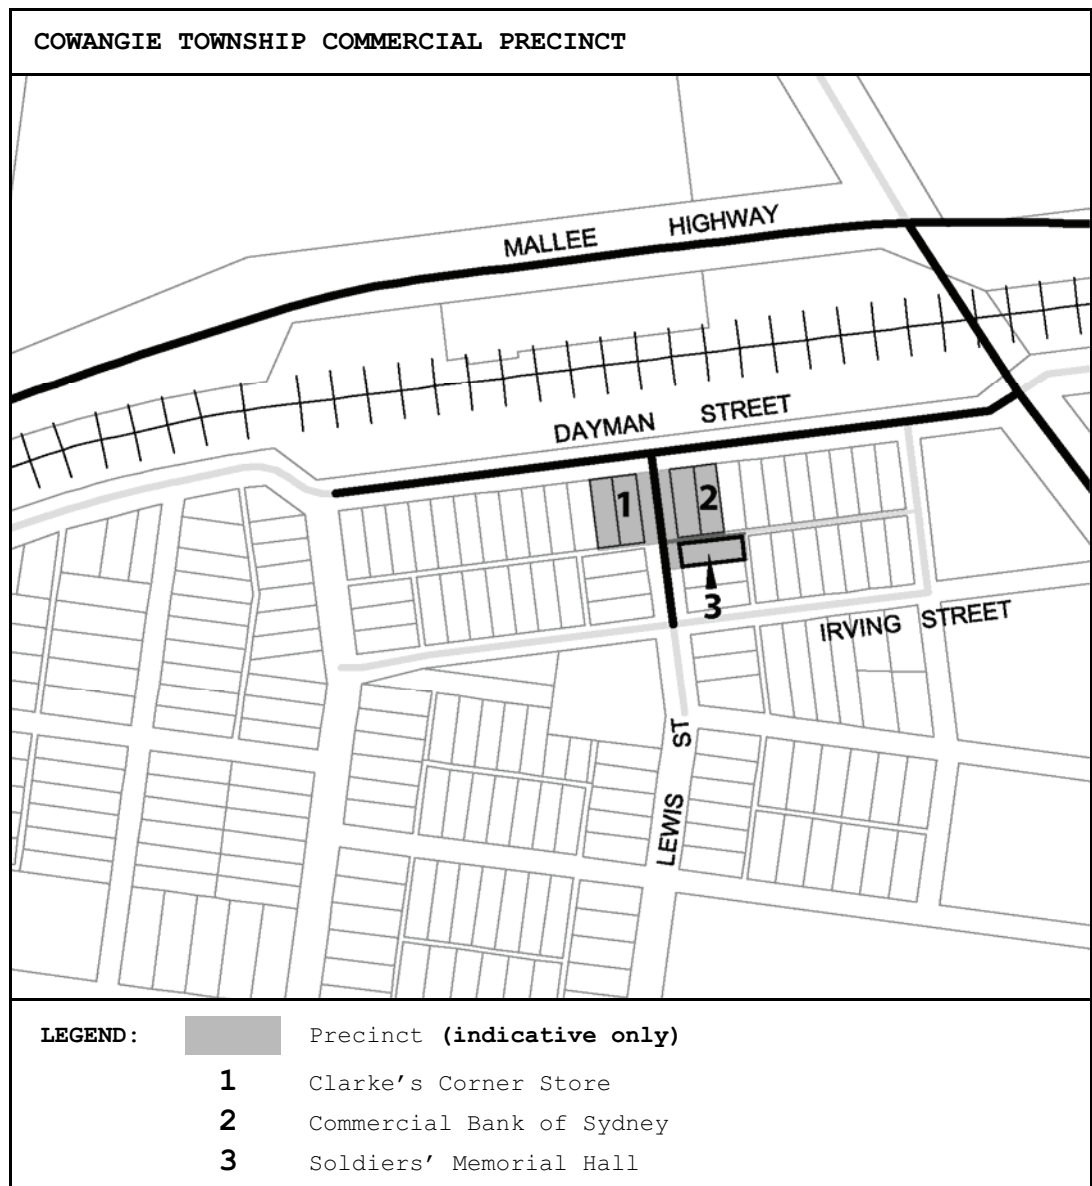 COWANGIE TOWNSHIP COMMERCIAL PRECINCT
MALLEE HIGHWAY
DAYMAN STREET
1
2
3
IRVING STREET
LEWIS ST
LEGEND:
Precinct (indicative only)
1 Clarke’s Corner Store
2 Commercial Bank of Sydney
3 Soldiers’ Memorial Hall